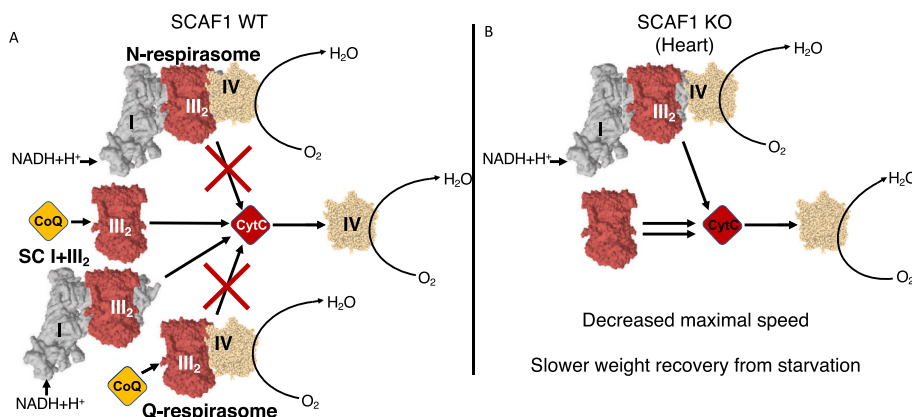 A
SCAF1 WT
N-respirasome
I
III₂
IV
H₂O
O₂
NADH+H⁺
CoQ
III₂
CytC
IV
H₂O
O₂
SC I+III₂
I
III₂
NADH+H⁺
CoQ
III₂
IV
H₂O
O₂
Q-respirasome
B
SCAF1 KO
(Heart)
I
III₂
IV
H₂O
O₂
NADH+H⁺
CytC
H₂O
O₂
Decreased maximal speed
Slower weight recovery from starvation